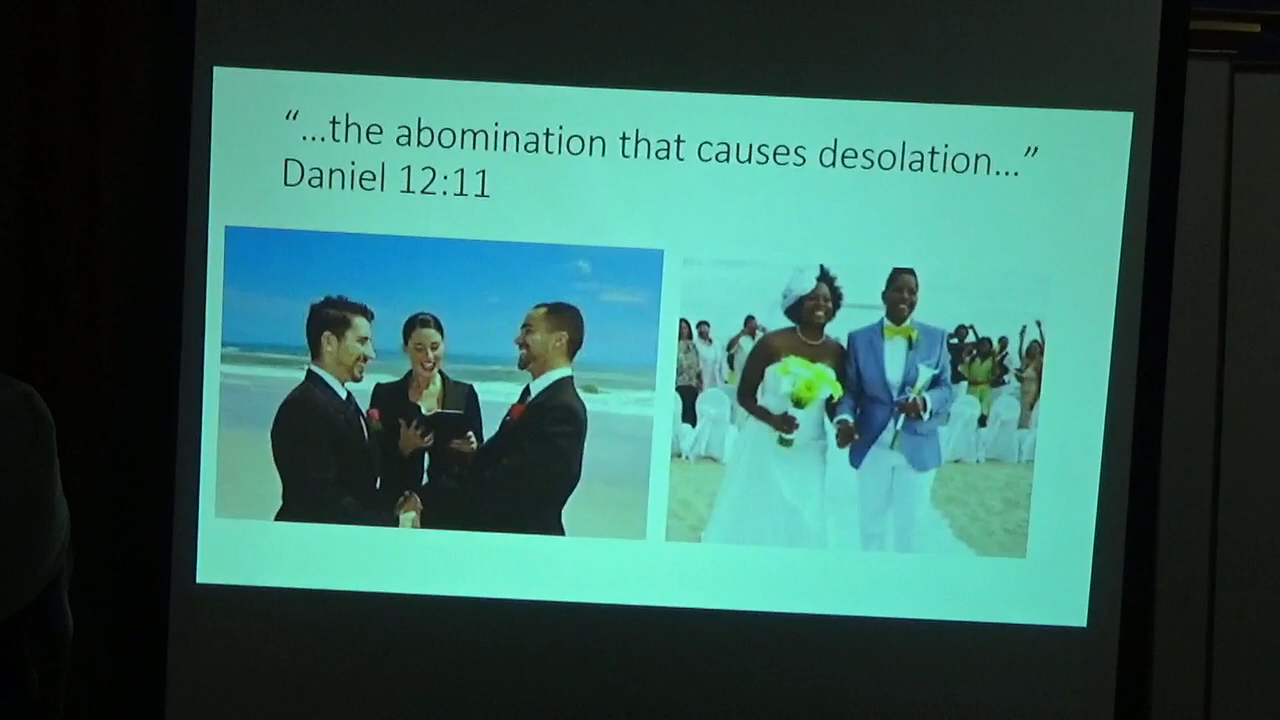 “...the abomination that causes desolation...”
Daniel 12:11